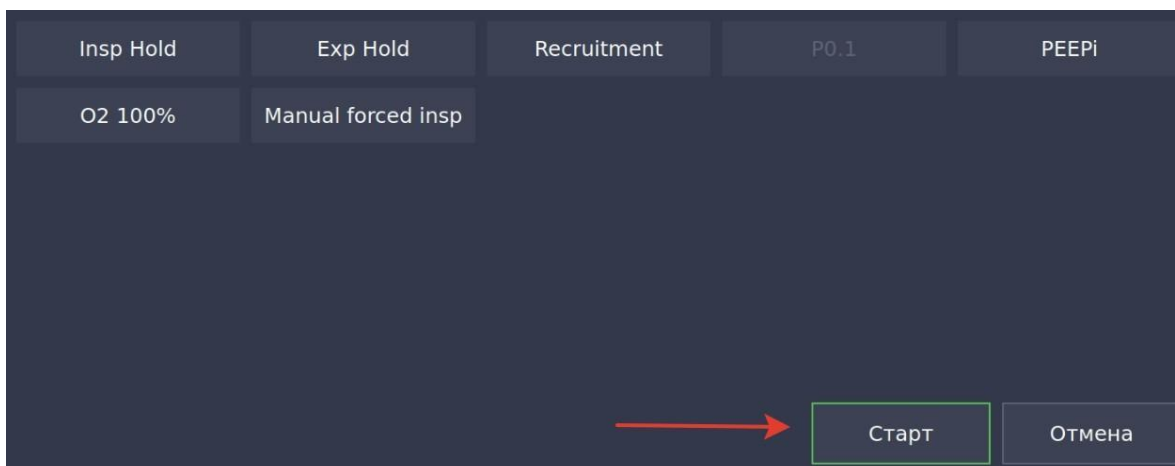 Insp Hold Exp Hold Recruitment P0.1 PEEPi
O2 100% Manual forced insp
Старт Отмена